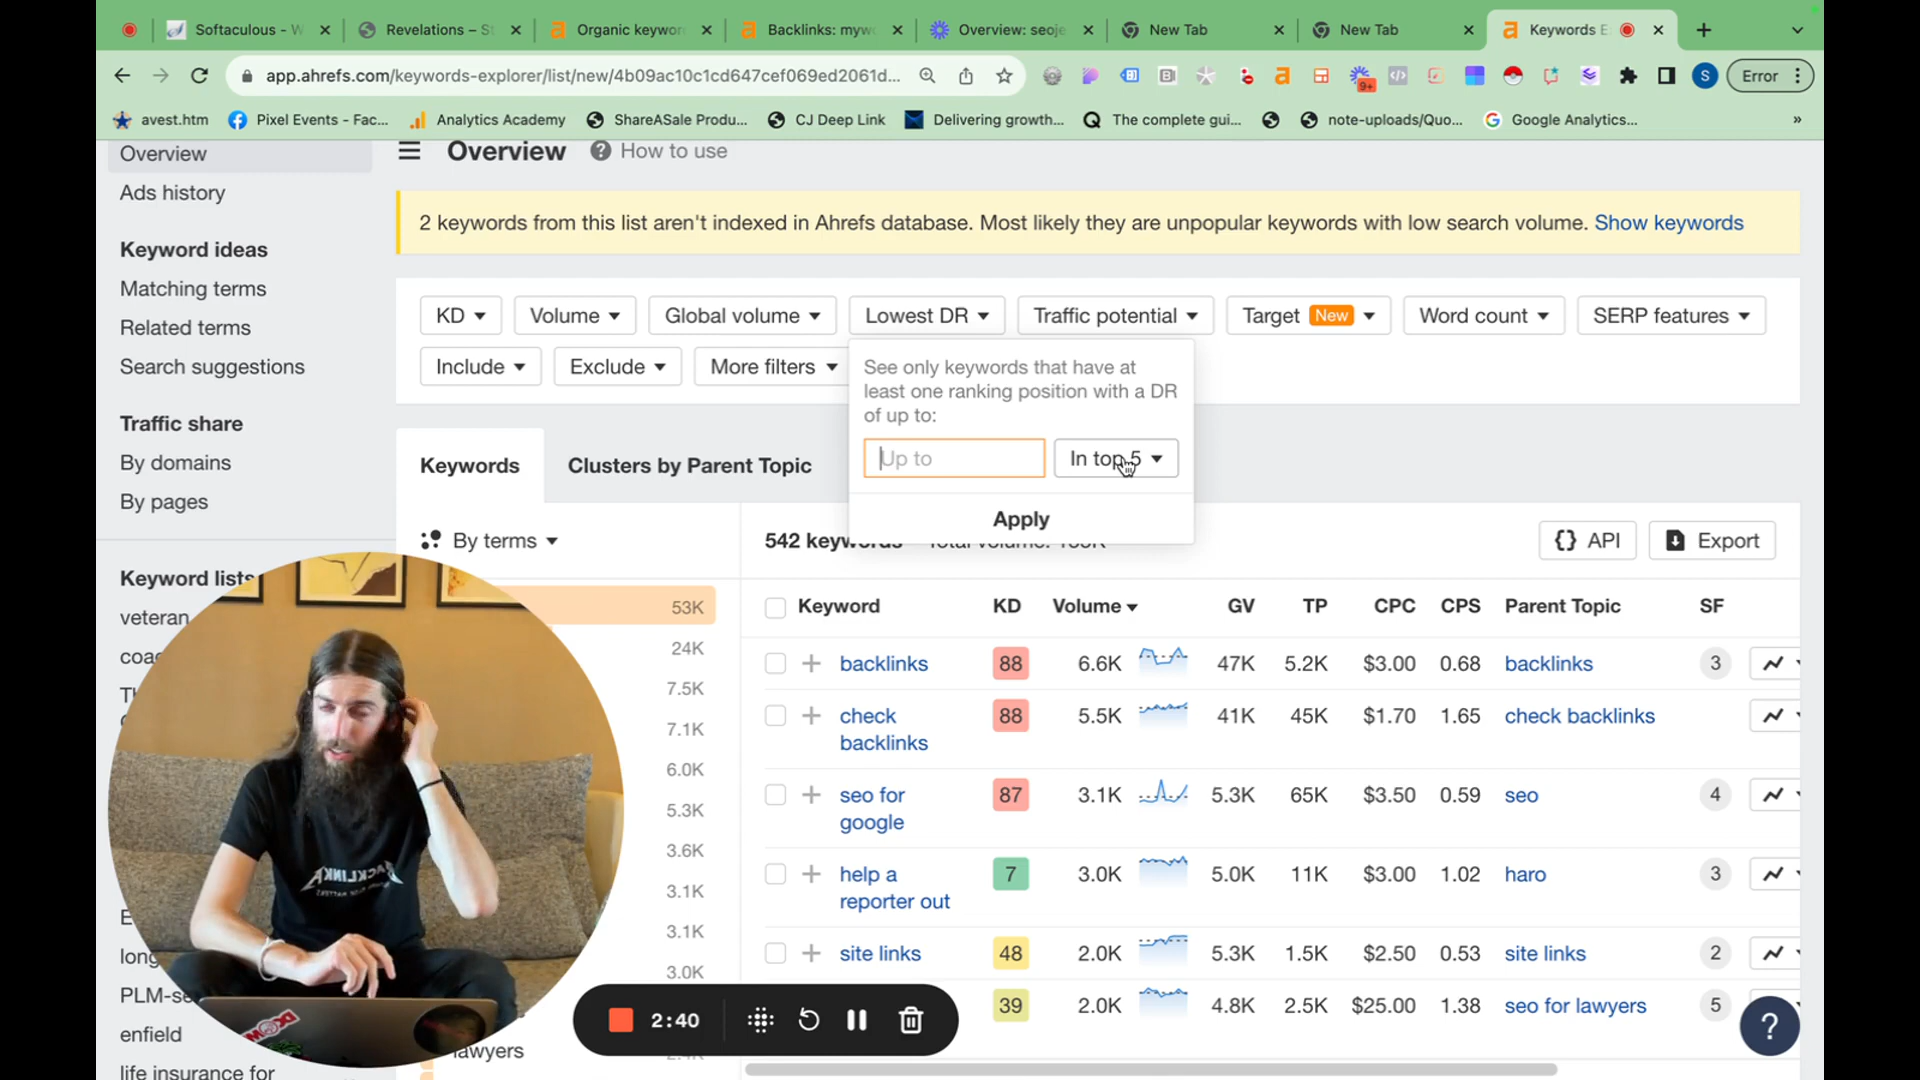 Softaculous - W
Revelations – St
Organic keywor
Backlinks: mywo
Overview: seoje
New Tab
New Tab
Keywords E
app.ahrefs.com/keywords-explorer/list/new/4b09ac10c1cd647cef069ed2061d...
9+
S
Error
avest.htm
Pixel Events - Fac...
Analytics Academy
ShareASale Produ...
CJ Deep Link
Delivering growth...
The complete gui...
note-uploads/Quo...
Google Analytics...
»
Overview
Ads history
Keyword ideas
Matching terms
Related terms
Search suggestions
Traffic share
By domains
By pages
Keyword lists
veteran
coac
Th
c
E
long
PLM-se
enfield
life insurance for
Overview
? How to use
2 keywords from this list aren't indexed in Ahrefs database. Most likely they are unpopular keywords with low search volume. Show keywords
KD Volume Global volume Lowest DR Traffic potential Target New Word count SERP features
Include Exclude More filters
See only keywords that have at
least one ranking position with a DR
of up to:
Up to
In top 5
Apply
Keywords
Clusters by Parent Topic
By terms
542 keywords
API
Export
53K
24K
7.5K
7.1K
6.0K
5.3K
3.6K
3.1K
3.1K
3.0K
lawyers
Keyword KD Volume GV TP CPC CPS Parent Topic SF
backlinks 88 6.6K 47K 5.2K $3.00 0.68 backlinks 3
check
backlinks 88 5.5K 41K 45K $1.70 1.65 check backlinks
seo for
google 87 3.1K 5.3K 65K $3.50 0.59 seo 4
help a
reporter out 7 3.0K 5.0K 11K $3.00 1.02 haro 3
site links 48 2.0K 5.3K 1.5K $2.50 0.53 site links 2
39 2.0K 4.8K 2.5K $25.00 1.38 seo for lawyers 5
2:40
?